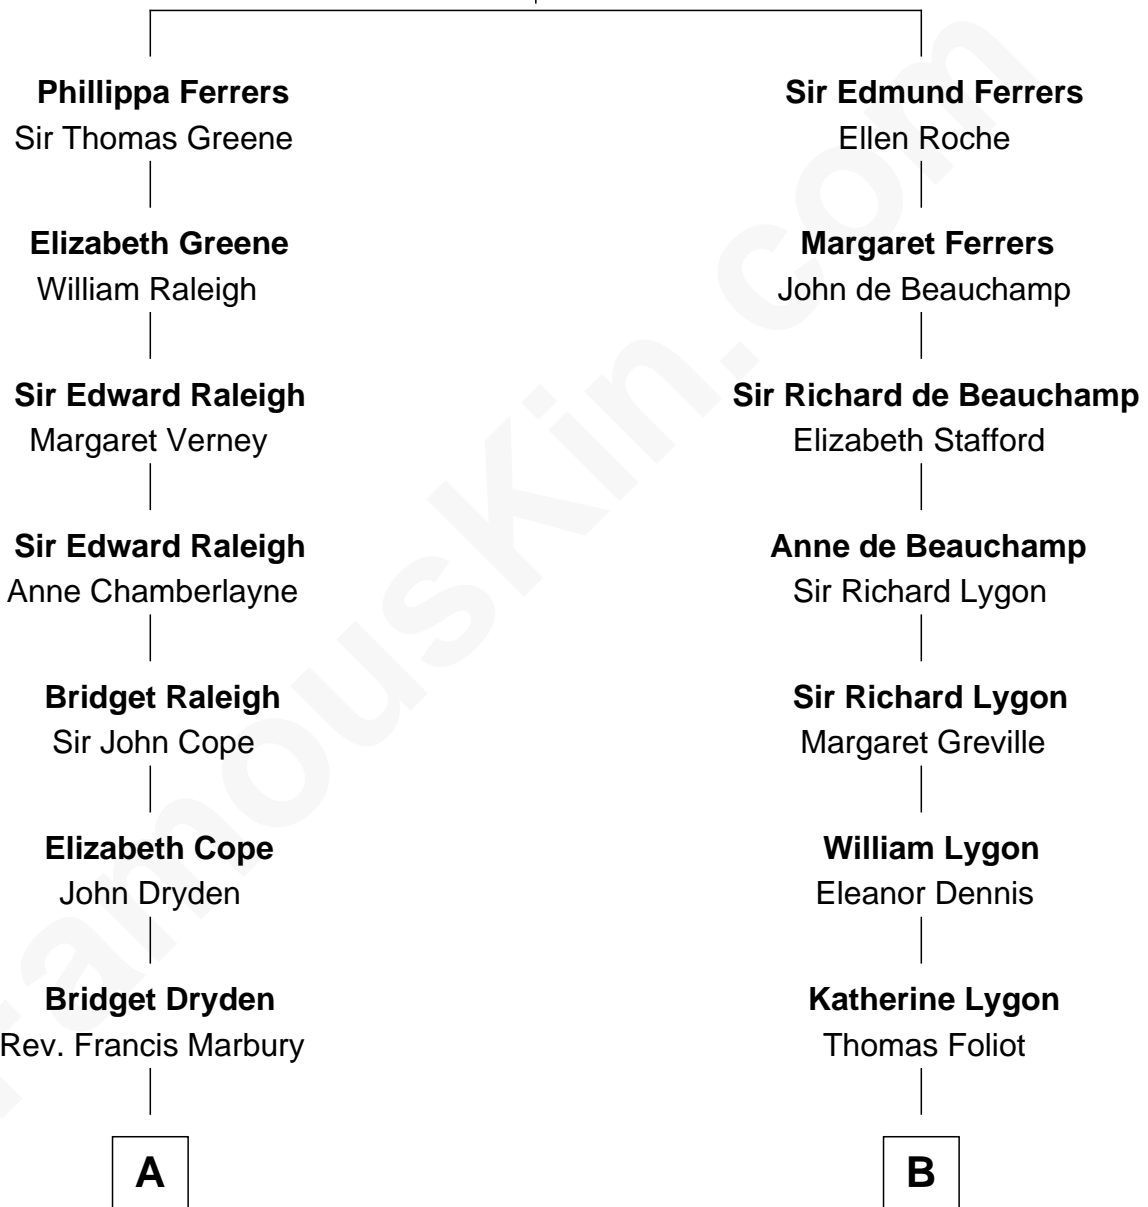 Phillippa Ferrers
Sir Thomas Greene
Elizabeth Greene
William Raleigh
Sir Edward Raleigh
Margaret Verney
Sir Edward Raleigh
Anne Chamberlayne
Bridget Raleigh
Sir John Cope
Elizabeth Cope
John Dryden
Bridget Dryden
Rev. Francis Marbury
A
Sir Edmund Ferrers
Ellen Roche
Margaret Ferrers
John de Beauchamp
Sir Richard de Beauchamp
Elizabeth Stafford
Anne de Beauchamp
Sir Richard Lygon
Sir Richard Lygon
Margaret Greville
William Lygon
Eleanor Dennis
Katherine Lygon
Thomas Foliot
B
FamousKin.com